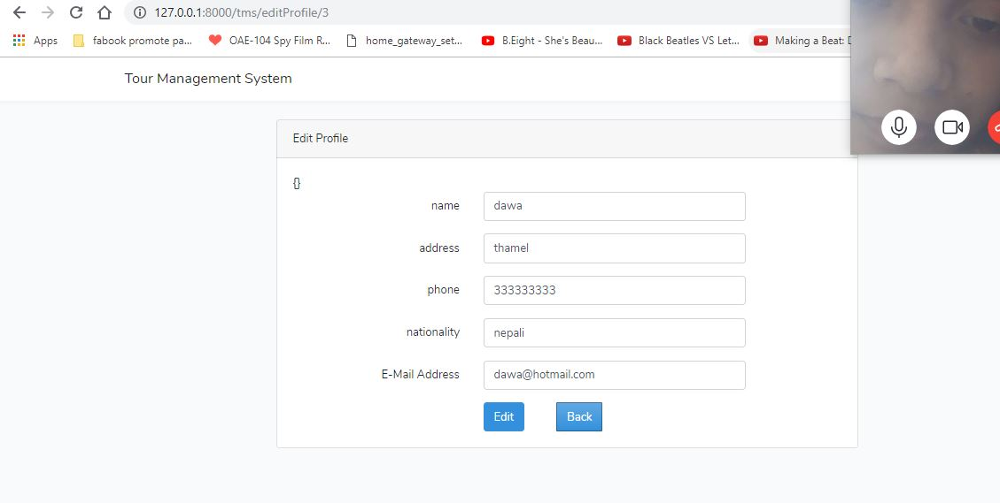 127.0.0.1:8000/tms/editProfile/3
Apps fabook promote pa... OAE-104 Spy Film R... home_gateway_set... B.Eight - She's Beau... Black Beatles VS Let... Making a Beat:
Tour Management System
Edit Profile
{}
name dawa
address thamel
phone 333333333
nationality nepali
E-Mail Address dawa@hotmail.com
Edit Back